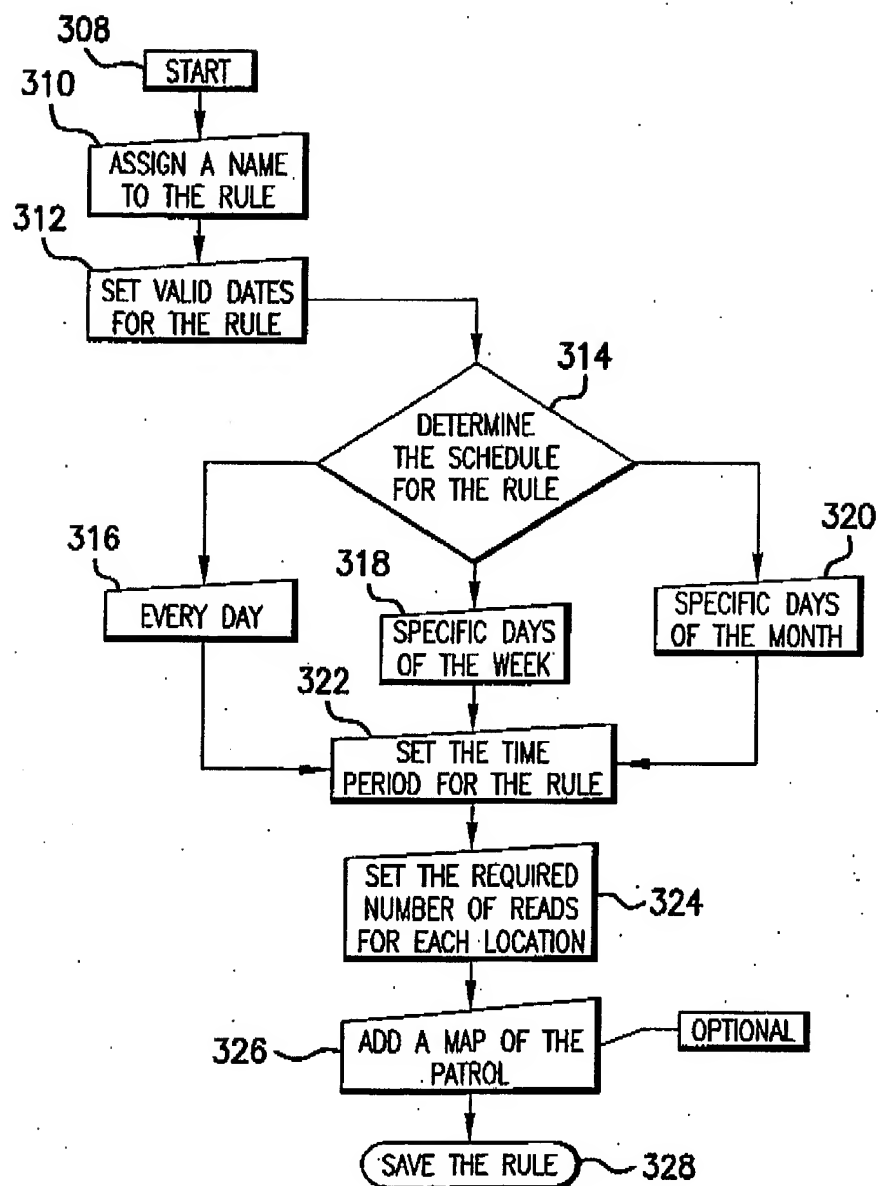 308
START
310
ASSIGN A NAME
TO THE RULE
312
SET VALID DATES
FOR THE RULE
314
DETERMINE
THE SCHEDULE
FOR THE RULE
316
EVERY DAY
318
SPECIFIC DAYS
OF THE WEEK
320
SPECIFIC DAYS
OF THE MONTH
322
SET THE TIME
PERIOD FOR THE RULE
SET THE REQUIRED
NUMBER OF READS
FOR EACH LOCATION
324
326
ADD A MAP OF THE
PATROL
OPTIONAL
SAVE THE RULE
328